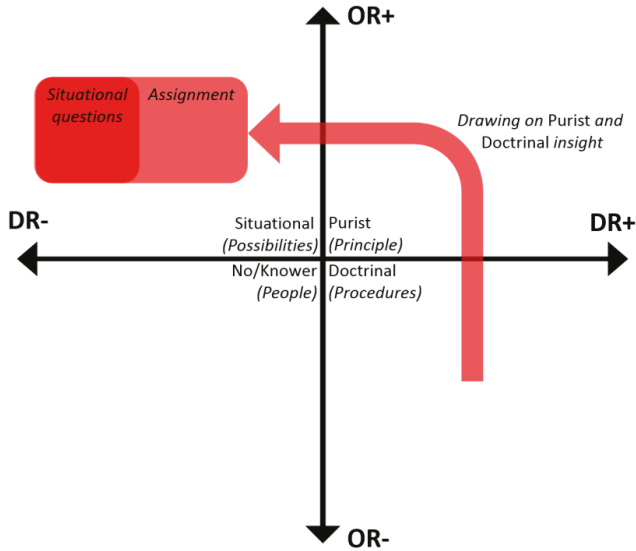 OR+
Situational
questions
Assignment
Drawing on Purist and
Doctrinal insight
DR-
DR+
Situational
(Possibilities)
Purist
(Principle)
No/Knower
(People)
Doctrinal
(Procedures)
OR-